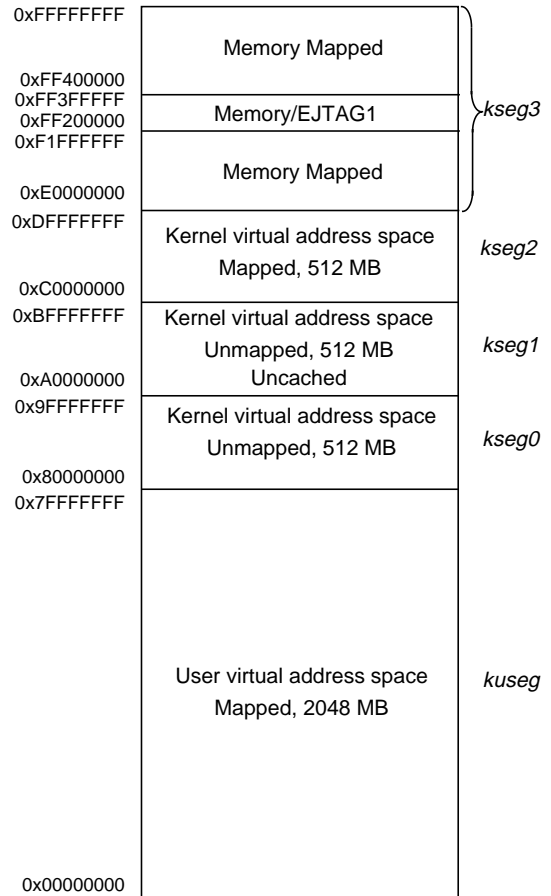 0xFFFFFFFF
Memory Mapped
0xFF400000
0xFF3FFFFF
Memory/EJTAG1
kseg3
0xFF200000
0xF1FFFFFF
Memory Mapped
0xE0000000
0xDFFFFFFF
Kernel virtual address space
Mapped, 512 MB
kseg2
0xC0000000
0xBFFFFFFF
Kernel virtual address space
Unmapped, 512 MB
Uncached
kseg1
0xA0000000
0x9FFFFFFF
Kernel virtual address space
Unmapped, 512 MB
kseg0
0x80000000
0x7FFFFFFF
User virtual address space
Mapped, 2048 MB
kuseg
0x00000000